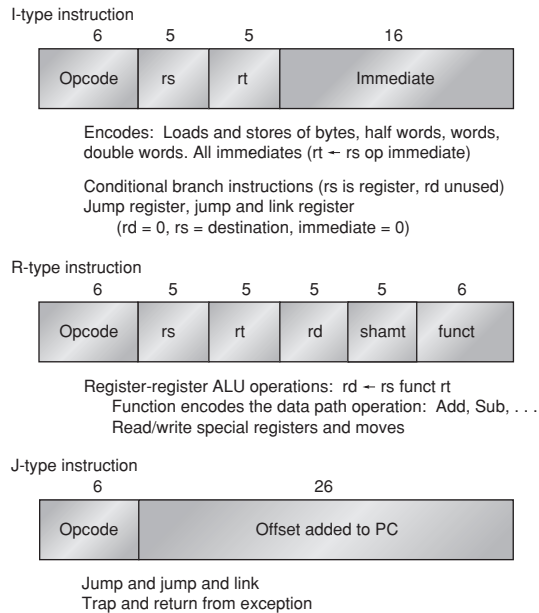 I-type instruction
6 5 5 16
Opcode rs rt Immediate
Encodes: Loads and stores of bytes, half words, words,
double words. All immediates (rt ← rs op immediate)
Conditional branch instructions (rs is register, rd unused)
Jump register, jump and link register
(rd = 0, rs = destination, immediate = 0)
R-type instruction
6 5 5 5 5 6
Opcode rs rt rd shamt funct
Register-register ALU operations: rd ← rs funct rt
Function encodes the data path operation: Add, Sub, . . .
Read/write special registers and moves
J-type instruction
6 26
Opcode Offset added to PC
Jump and jump and link
Trap and return from exception